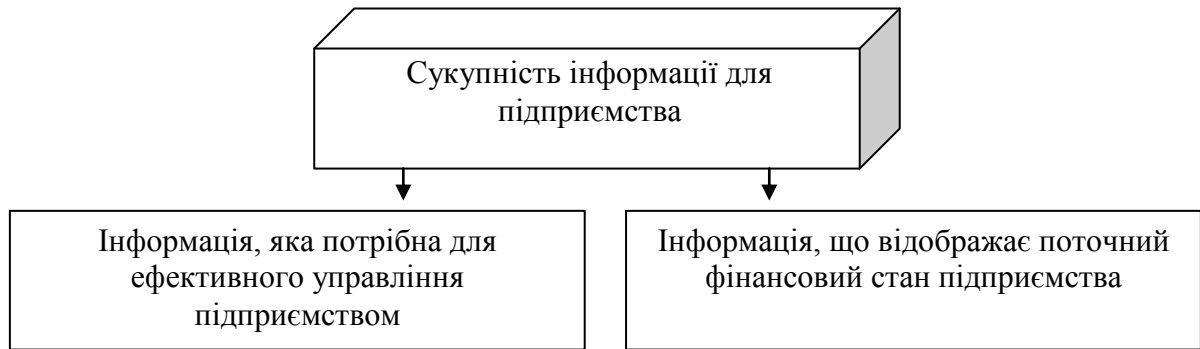 Сукупність інформації для
підприємства
Інформація, яка потрібна для
ефективного управління
підприємством
Інформація, що відображає поточний
фінансовий стан підприємства